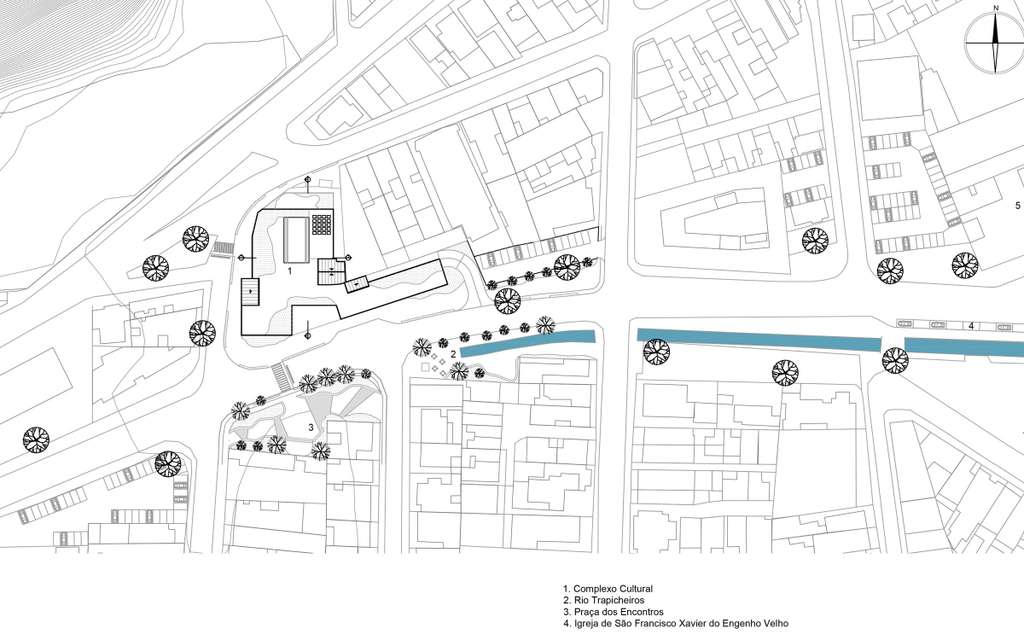 N
5
1
4
2
3
1. Complexo Cultural
2. Rio Trapicheiros
3. Praça dos Encontros
4. Igreja de São Francisco Xavier do Engenho Velho